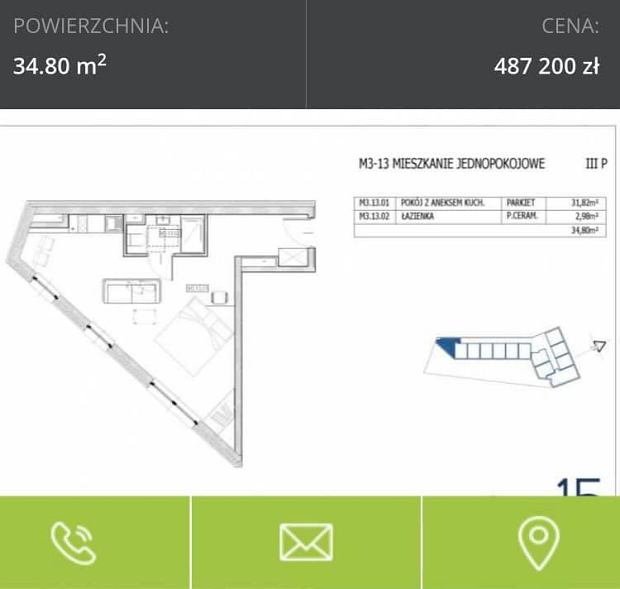 POWIERZCHNIA:
CENA:
34.80 m²
487 200 zł
M3-13 MIESZKANIE JEDNOPOKOJOWE III P
M3.13.01 POKÓJ Z ANEKSEM KUCH. PARKIET 31,82m²
M3.13.02 ŁAZIENKA P.CERAM. 2,98m²
34,80m²
15